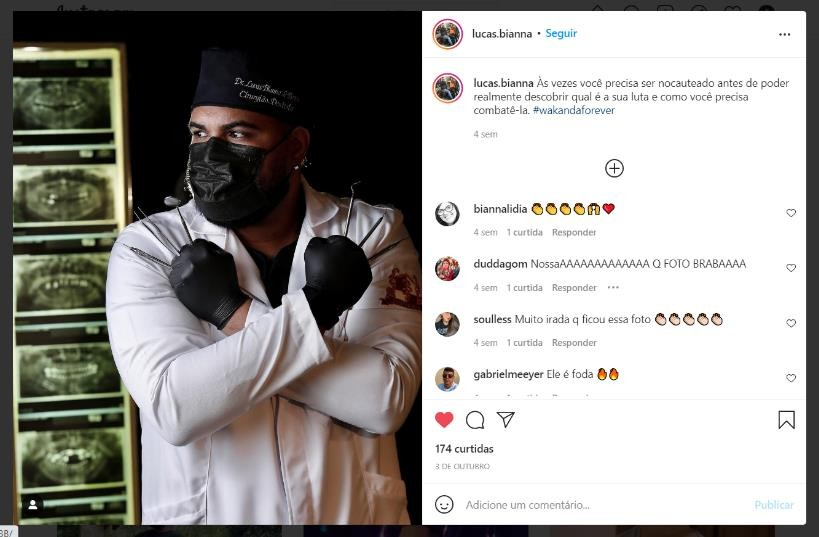 Dr. Lucas Bianna
Cirurgião Dentista
lucas.bianna • Seguir
lucas.bianna Às vezes você precisa ser nocauteado antes de poder
realmente descobrir qual é a sua luta e como você precisa
combatê-la. #wakandaforever
4 sem
biannalidia 👏👏👏👏🙌❤️
4 sem 1 curtida Responder
duddagom NossaAAAAAAAAAAAAA Q FOTO BRABAAAA
4 sem 1 curtida Responder
soulless Muito irada q ficou essa foto 👏🏻👏🏻👏🏻👏🏻👏🏻
4 sem 1 curtida Responder
gabrielmeeyer Ele é foda 🔥🔥
174 curtidas
3 DE OUTUBRO
Adicione um comentário... Publicar